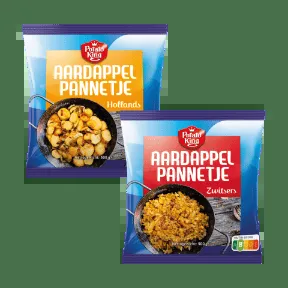 Potato
King
AARDAPPEL
PANNETJE
Hollands
Potato
King
AARDAPPEL
PANNETJE
Zwitsers